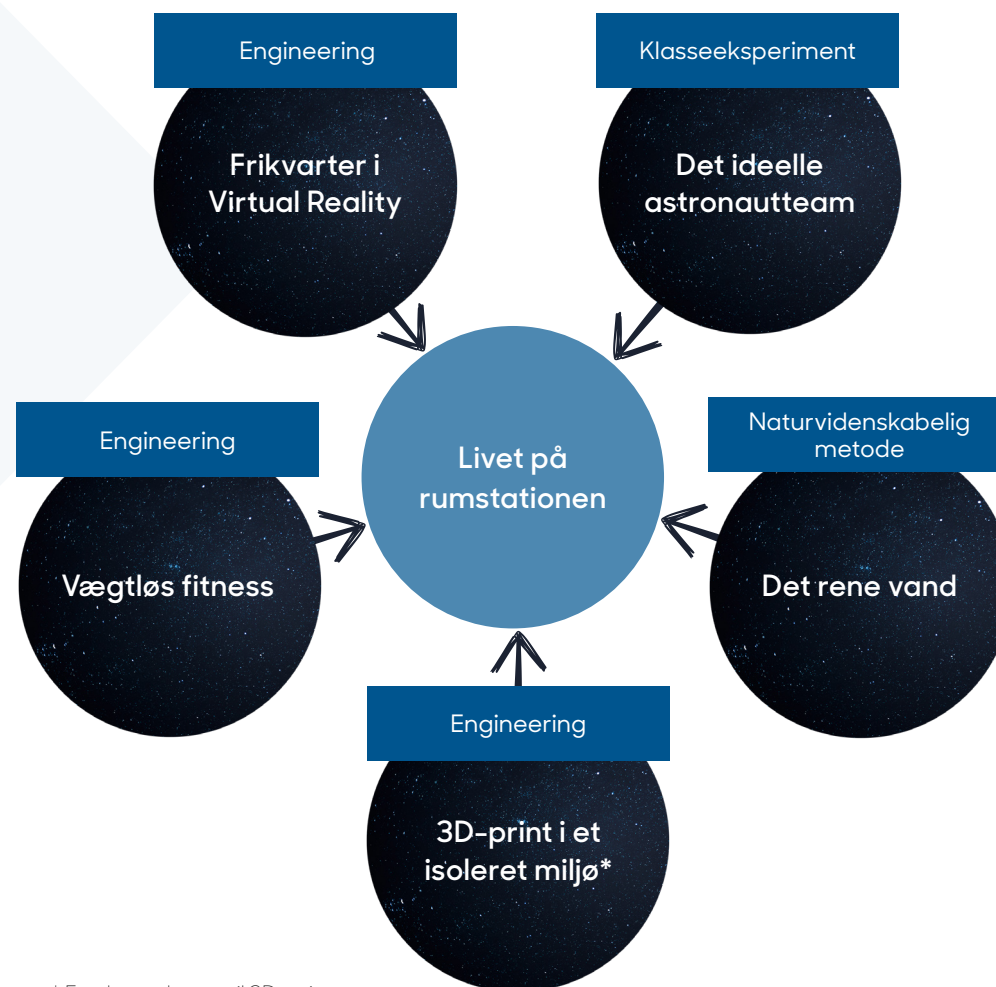 Engineering
Frikvarter i
Virtual Reality
Klasseeksperiment
Det ideelle
astronautteam
Engineering
Vægtløs fitness
Livet på
rumstationen
Naturvidenskabelig
metode
Det rene vand
Engineering
3D-print i et
isoleret miljø*